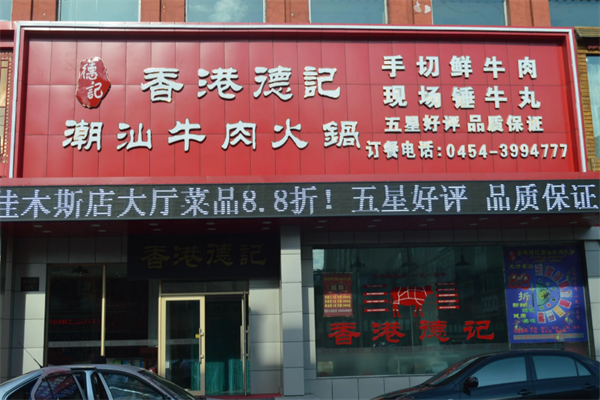 德記
香港德記
潮汕牛肉火鍋
手切鲜牛肉
现场锤牛丸
五星好评 品质保证
订餐电话:0454-3994777
佳木斯店大厅菜品8.8折！五星好评 品质保证
香港德記
香港德记
折